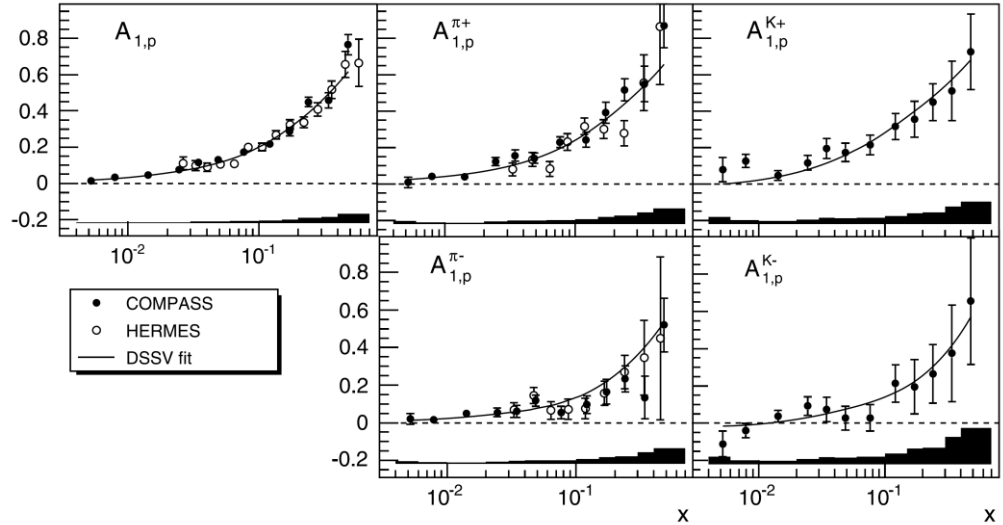 A1,p
Aπ+1,p
AK+1,p
0.8
0.6
0.4
0.2
0
-0.2
10-2 10-1
COMPASS
HERMES
DSSV fit
Aπ-1,p
AK-1,p
0.8
0.6
0.4
0.2
0
-0.2
10-2 10-1 x
10-2 10-1 x